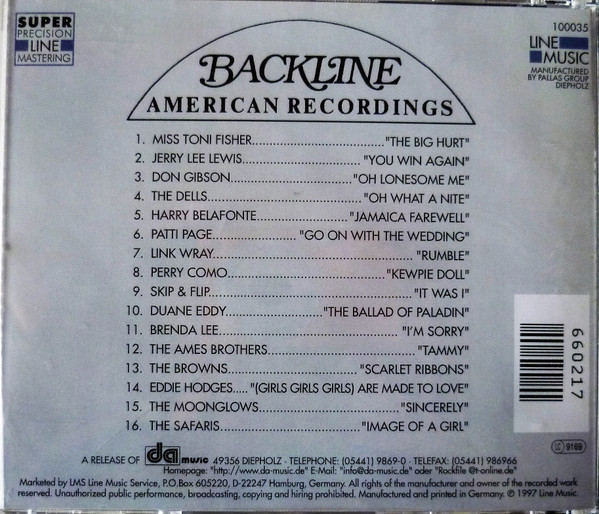 SUPER
PRECISION
LINE
MASTERING
100035
LINE
MUSIC
MANUFACTURED
BY PALLAS GROUP
DIEPHOLZ
BACKLINE
AMERICAN RECORDINGS
1. MISS TONI FISHER..............................."THE BIG HURT"
2. JERRY LEE LEWIS............................"YOU WIN AGAIN"
3. DON GIBSON............................"OH LONESOME ME"
4. THE DELLS...................................."OH WHAT A NITE"
5. HARRY BELAFONTE....................."JAMAICA FAREWELL"
6. PATTI PAGE....................."GO ON WITH THE WEDDING"
7. LINK WRAY................................................"RUMBLE"
8. PERRY COMO......................................"KEWPIE DOLL"
9. SKIP & FLIP................................................"IT WAS I"
10. DUANE EDDY........................"THE BALLAD OF PALADIN"
11. BRENDA LEE............................................"I'M SORRY"
12. THE AMES BROTHERS....................................."TAMMY"
13. THE BROWNS................................"SCARLET RIBBONS"
14. EDDIE HODGES....."(GIRLS GIRLS GIRLS) ARE MADE TO LOVE"
15. THE MOONGLOWS......................................"SINCERELY"
16. THE SAFARIS...................................."IMAGE OF A GIRL"
660217
LC 9169
A RELEASE OF da music 49356 DIEPHOLZ · TELEPHONE: (05441) 9869-0 · TELEFAX: (05441) 986966
Homepage: "http://www.da-music.de" E-Mail: "info@da-music.de" oder "Rockfile @t-online.de"
Marketed by LMS Line Music Service, P.O.Box 605220, D-22247 Hamburg, Germany. All rights of the manufacturer and owner of the recorded work
reserved. Unauthorized public performance, broadcasting, copying and hiring prohibited. Manufactured and printed in Germany. © 1997 Line Music.